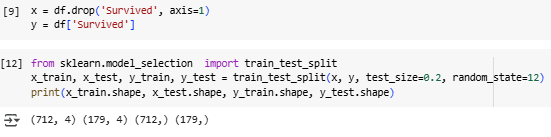 [9] x = df.drop('Survived', axis=1)
y = df['Survived']
[12] from sklearn.model_selection  import train_test_split
x_train, x_test, y_train, y_test = train_test_split(x, y, test_size=0.2, random_state=12)
print(x_train.shape, x_test.shape, y_train.shape, y_test.shape)
(712, 4) (179, 4) (712,) (179,)